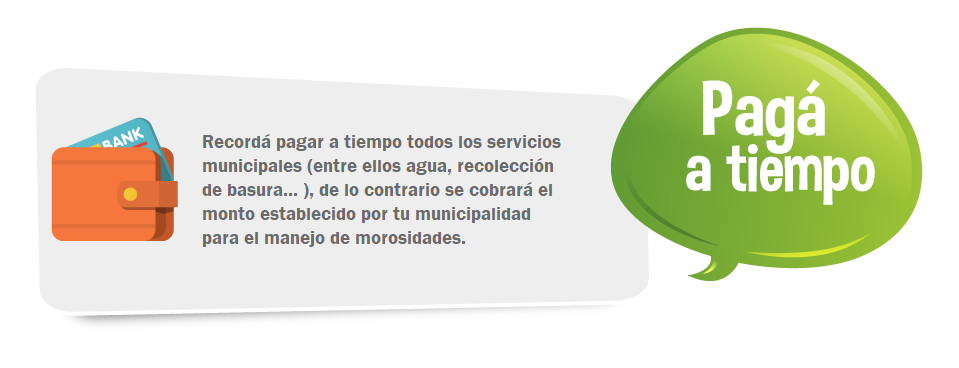 BANK
Recordá pagar a tiempo todos los servicios
municipales (entre ellos agua, recolección
de basura... ), de lo contrario se cobrará el
monto establecido por tu municipalidad
para el manejo de morosidades.
Pagá
a tiempo